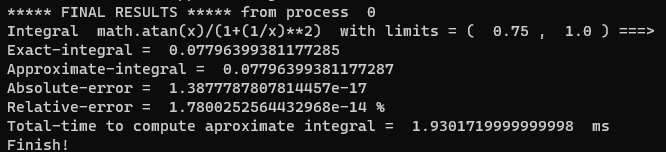 ***** FINAL RESULTS ***** from process  0
Integral  math.atan(x)/(1+(1/x)**2)  with limits = (  0.75 ,  1.0 ) ===>
Exact-integral =  0.07796399381177285
Approximate-integral =  0.07796399381177287
Absolute-error =  1.3877787807814457e-17
Relative-error =  1.7800252564432968e-14 %
Total-time to compute aproximate integral =  1.9301719999999998  ms
Finish!